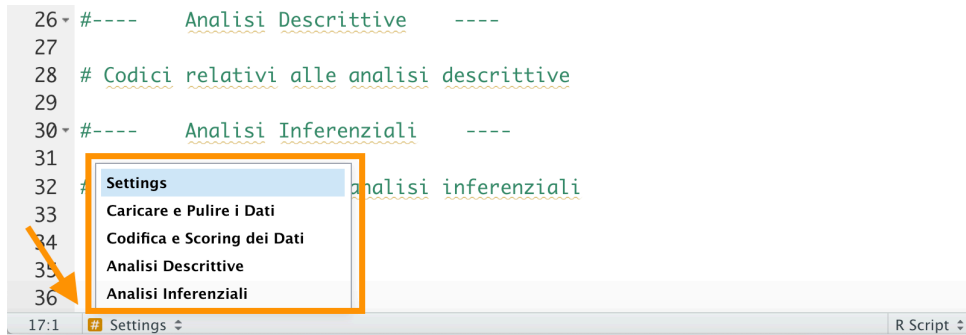 26 #---- Analisi Descrittive ----
27
28 # Codici relativi alle analisi descrittive
29
30 #---- Analisi Inferenziali ----
31
32 # analisi inferenziali
33
34
35
36
Settings
Caricare e Pulire i Dati
Codifica e Scoring dei Dati
Analisi Descrittive
Analisi Inferenziali
17:1 # Settings R Script